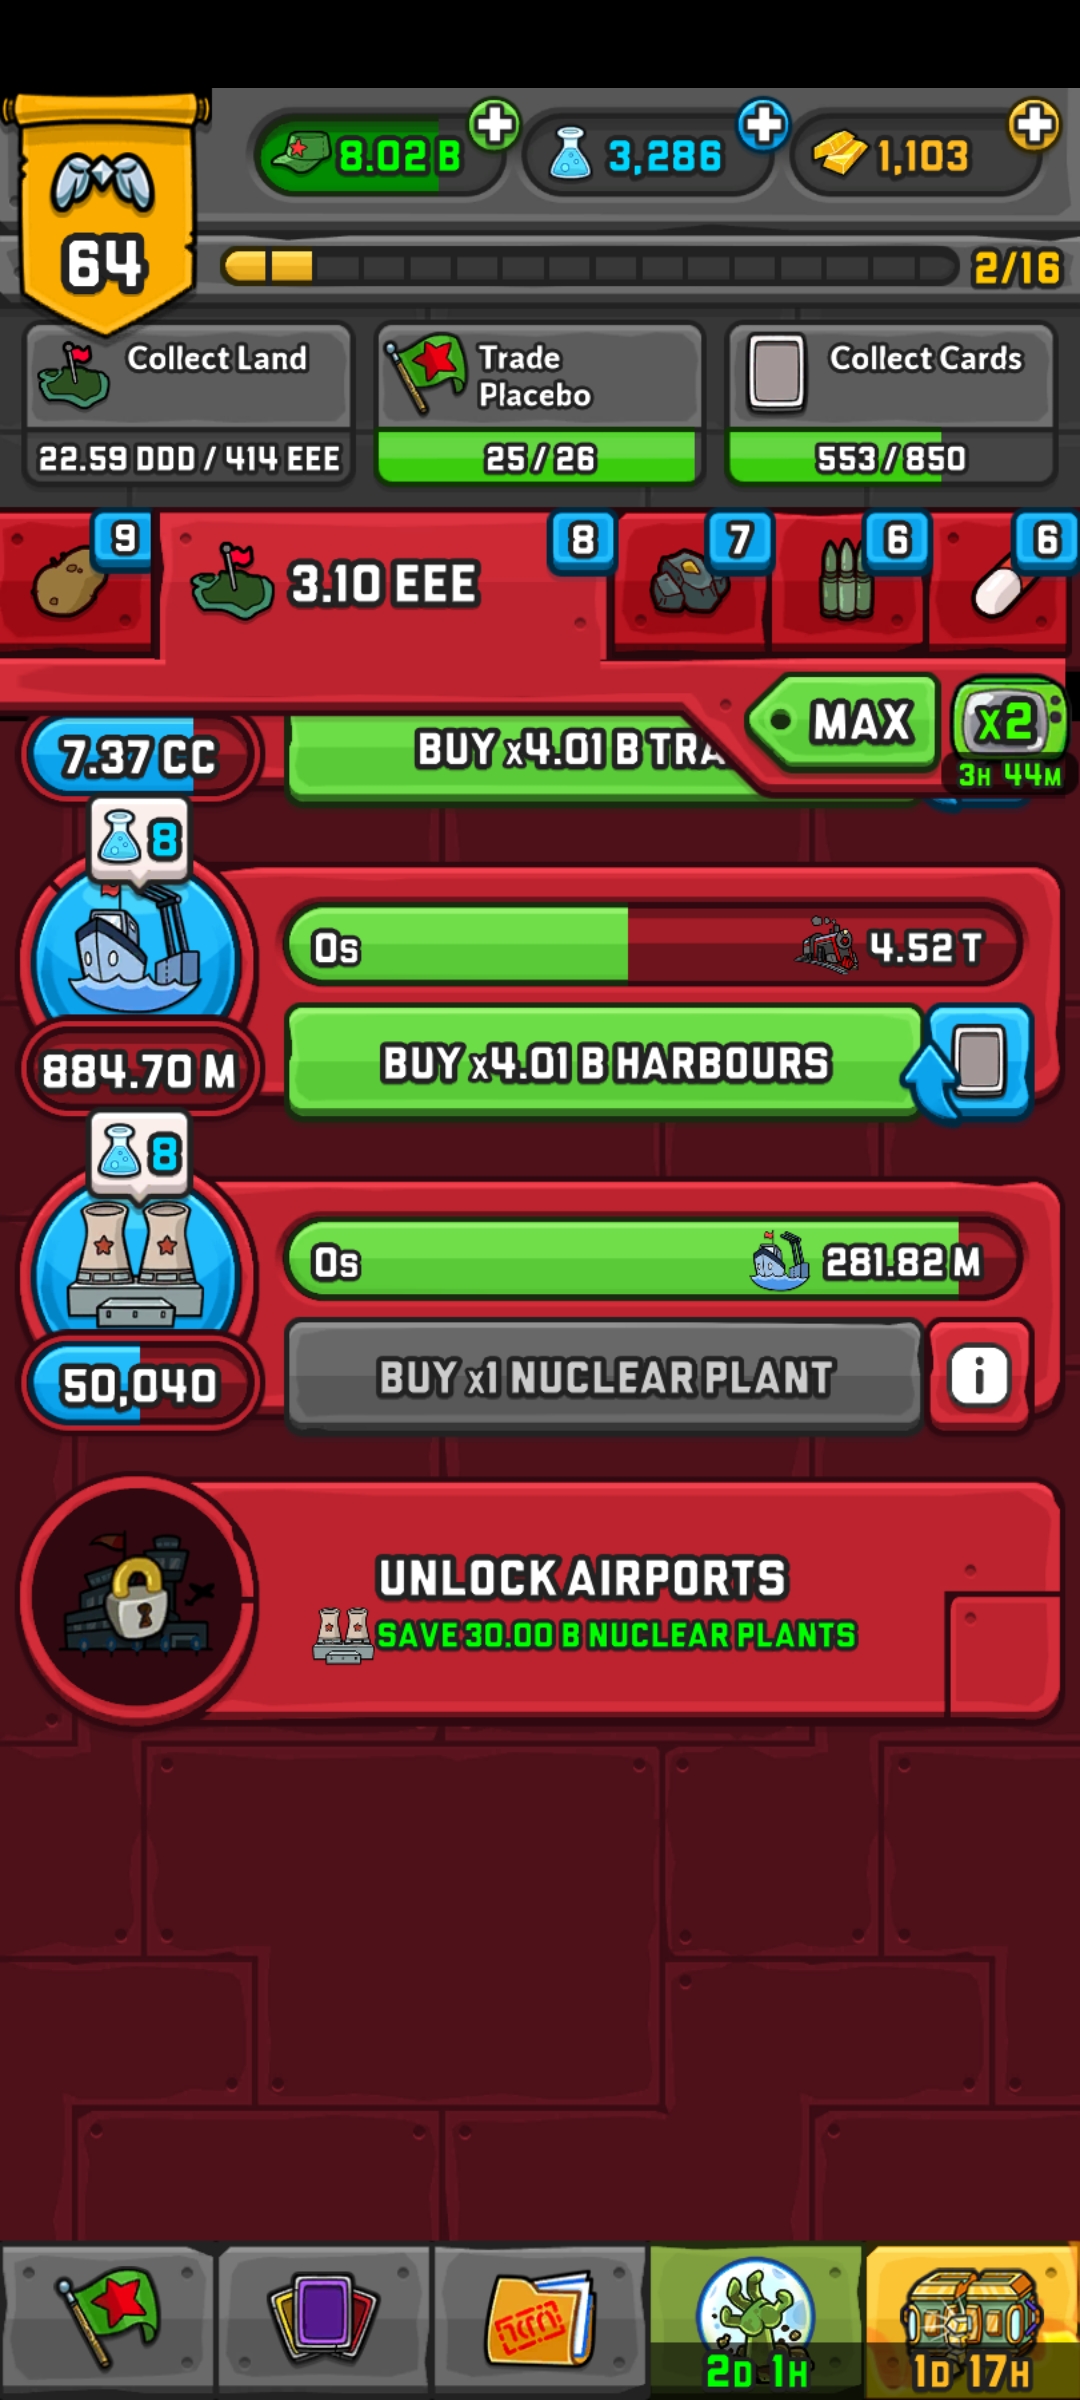 64
8.02 B
3,286
1,103
2/16
Collect Land
22.59 DDD / 414 EEE
Trade
Placebo
25 / 26
Collect Cards
553 / 850
9
3.10 EEE
8
7
6
6
MAX
x2
3H 44M
7.37 CC
BUY x4.01 B
8
0s
4.52 T
884.70 M
BUY x4.01 B HARBOURS
8
0s
281.82 M
50,040
BUY x1 NUCLEAR PLANT
i
UNLOCK AIRPORTS
SAVE 30.00 B NUCLEAR PLANTS
2D 1H
1D 17H